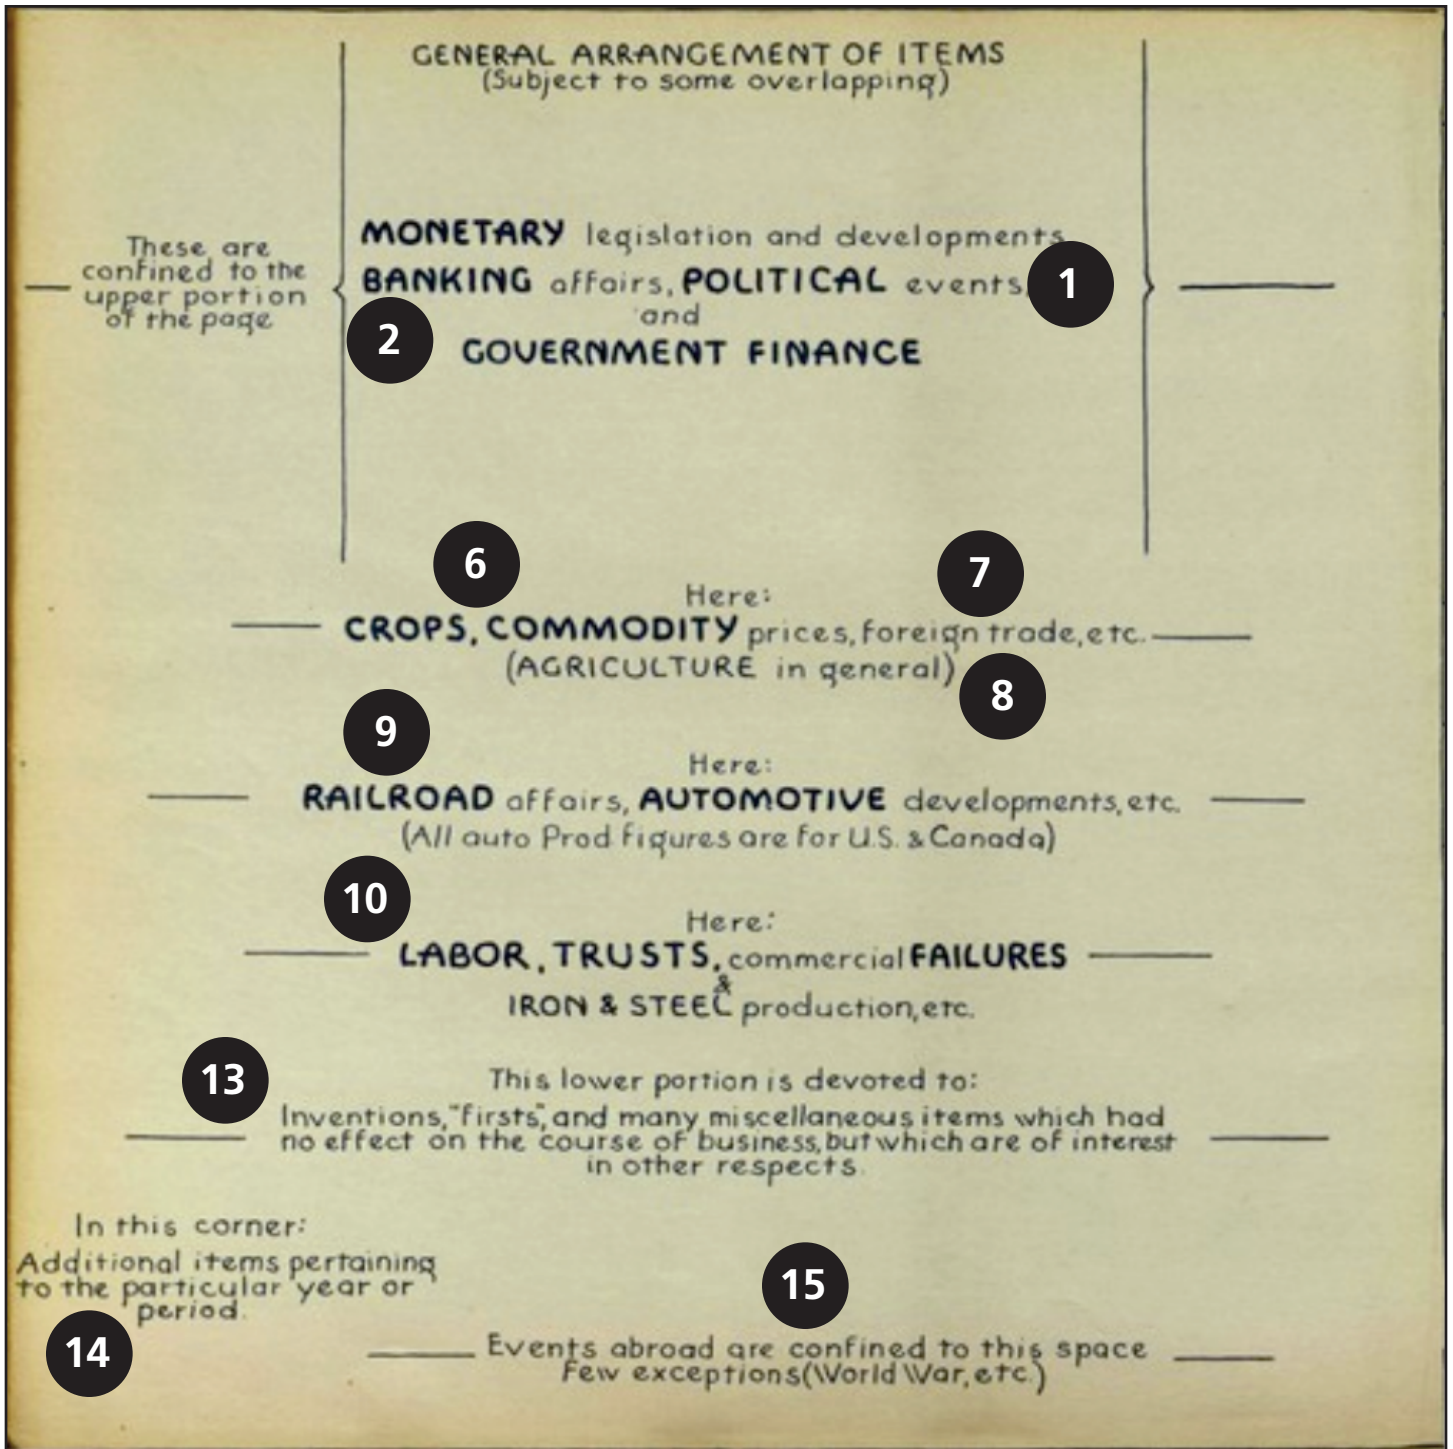 GENERAL ARRANGEMENT OF ITEMS
(Subject to some overlapping)
These are
confined to the
upper portion
of the page
MONETARY legislation and developments
BANKING affairs, POLITICAL events,
1
and
2
GOVERNMENT FINANCE
6
7
Here:
CROPS, COMMODITY prices, foreign trade, etc.
(AGRICULTURE in general)
8
9
Here:
RAILROAD affairs, AUTOMOTIVE developments, etc.
(All auto Prod figures are for U.S. & Canada)
10
Here:
LABOR, TRUSTS, commercial FAILURES
&
IRON & STEEL production, etc.
13
This lower portion is devoted to:
Inventions, "firsts", and many miscellaneous items which had
no effect on the course of business, but which are of interest
in other respects.
In this corner:
Additional items pertaining
to the particular year or
period.
14
15
Events abroad are confined to this space
Few exceptions (World War, etc.)